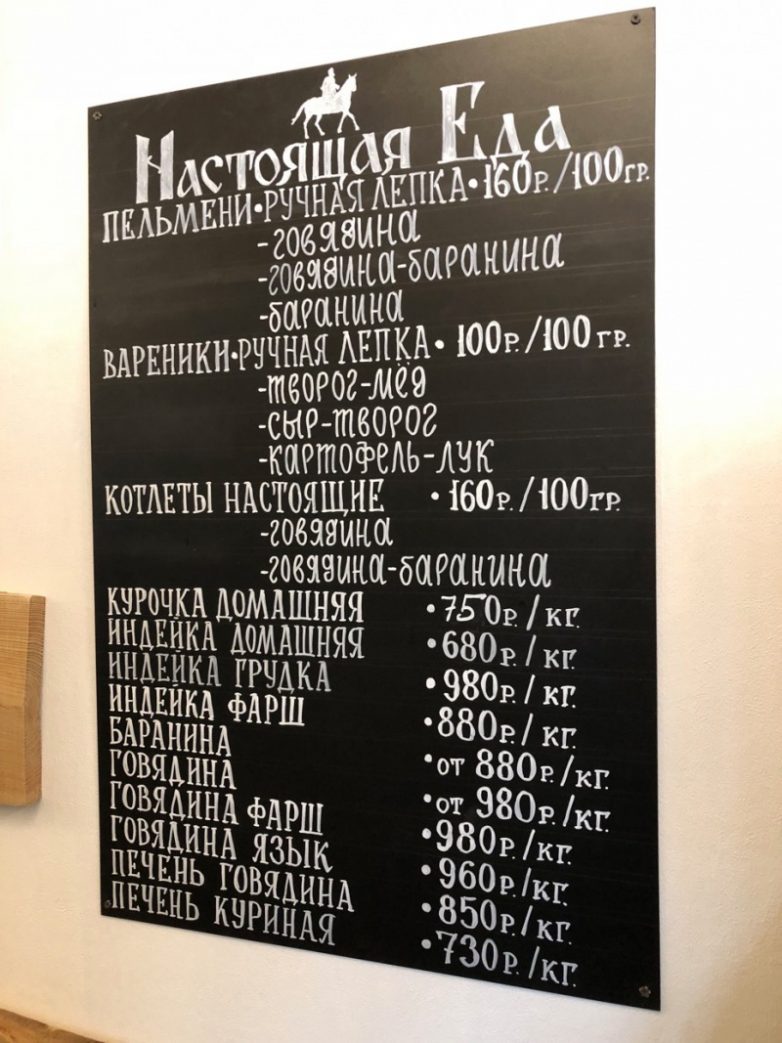 Настоящая Еда
ПЕЛЬМЕНИ•РУЧНАЯ ЛЕПКА•160Р./100ГР.
-говядина
-говядина-баранина
-баранина
ВАРЕНИКИ•РУЧНАЯ ЛЕПКА• 100Р./100 ГР.
-творог-мёд
-сыр-творог
-картофель-лук
КОТЛЕТЫ НАСТОЯЩИЕ •160Р./100ГР.
-говядина
-говядина-баранина
КУРОЧКА ДОМАШНЯЯ •750Р./КГ.
ИНДЕЙКА ДОМАШНЯЯ •680Р./КГ.
ИНДЕЙКА ГРУДКА •980Р./КГ.
ИНДЕЙКА ФАРШ •880Р./КГ.
БАРАНИНА •от 880Р./КГ.
ГОВЯДИНА •от 980Р./КГ.
ГОВЯДИНА ФАРШ •980Р./КГ.
ГОВЯДИНА ЯЗЫК •960Р./КГ.
ПЕЧЕНЬ ГОВЯДИНА •850Р./КГ.
ПЕЧЕНЬ КУРИНАЯ •730Р./КГ.